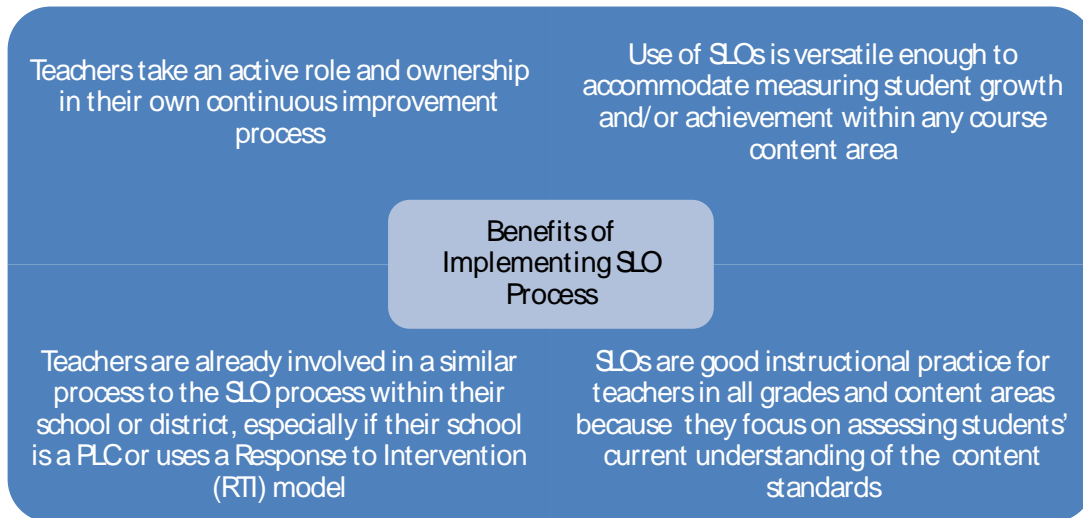 Teachers take an active role and ownership
in their own continuous improvement
process
Use of SLOs is versatile enough to
accommodate measuring student growth
and/or achievement within any course
content area
Benefits of
Implementing SLO
Process
Teachers are already involved in a similar
process to the SLO process within their
school or district, especially if their school
is a PLC or uses a Response to Intervention
(RTI) model
SLOs are good instructional practice for
teachers in all grades and content areas
because they focus on assessing students’
current understanding of the content
standards